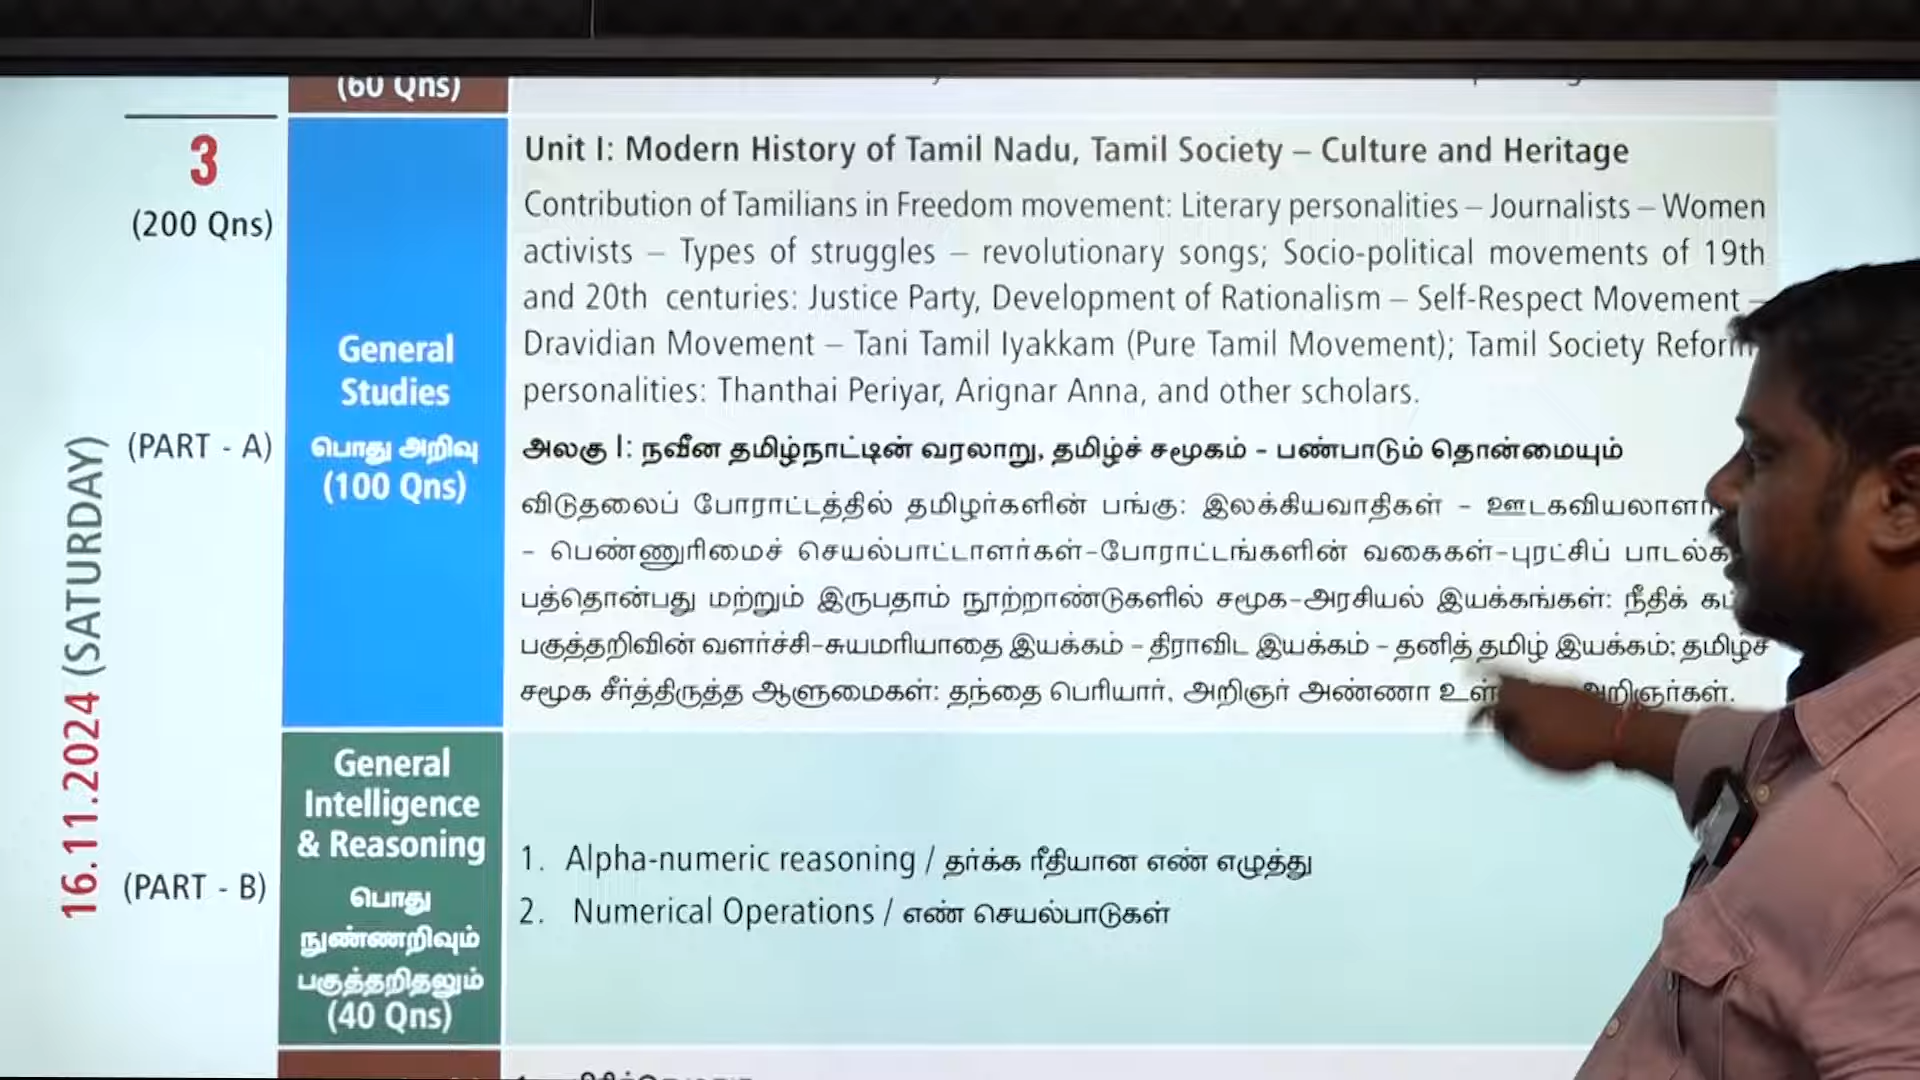 (60 Qns)
3
(200 Qns)
(PART - A)
16.11.2024 (SATURDAY)
General
Studies
பொது அறிவு
(100 Qns)
Unit I: Modern History of Tamil Nadu, Tamil Society – Culture and Heritage
Contribution of Tamilians in Freedom movement: Literary personalities – Journalists – Women
activists – Types of struggles – revolutionary songs; Socio-political movements of 19th
and 20th centuries: Justice Party, Development of Rationalism – Self-Respect Movement –
Dravidian Movement – Tani Tamil Iyakkam (Pure Tamil Movement); Tamil Society Reform
personalities: Thanthai Periyar, Arignar Anna, and other scholars.
அலகு I: நவீன தமிழ்நாட்டின் வரலாறு, தமிழ்ச் சமூகம் - பண்பாடும் தொன்மையும்
விடுதலைப் போராட்டத்தில் தமிழர்களின் பங்கு: இலக்கியவாதிகள் -
- பெண்ணுரிமைச் செயல்பாட்டாளர்கள்-போராட்டங்களின் வகைகள்-புரட்சிப்
பத்தொன்பது மற்றும் இருபதாம் நூற்றாண்டுகளில் சமூக-அரசியல் இயக்கங்கள்: நீதிக்
பகுத்தறிவின் வளர்ச்சி-சுயமரியாதை இயக்கம் - திராவிட இயக்கம் - தனித் தமிழ் இயக்கம்; தமிழ்ச்
சமூக சீர்த்திருத்த ஆளுமைகள்: தந்தை பெரியார், அறிஞர் அண்ணா அறிஞர்கள்.
(PART - B)
General
Intelligence
& Reasoning
பொது
நுண்ணறிவும்
பகுத்தறிதலும்
(40 Qns)
1. Alpha-numeric reasoning / தர்க்க ரீதியான எண் எழுத்து
2. Numerical Operations / எண் செயல்பாடுகள்